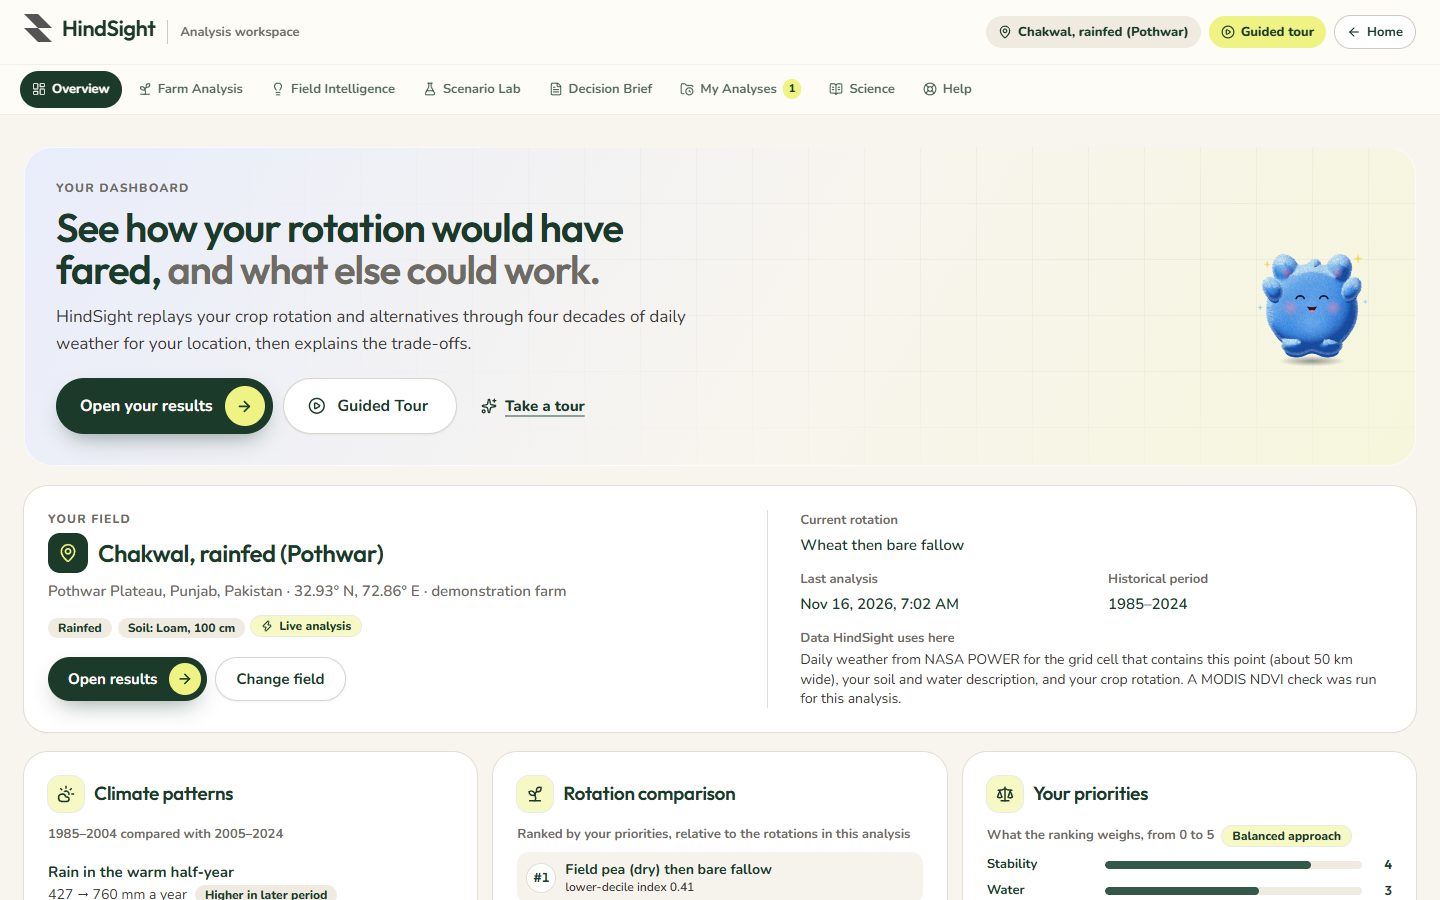 HindSight
Analysis workspace
Chakwal, rainfed (Pothwar)
Guided tour
Home
Overview
Farm Analysis
Field Intelligence
Scenario Lab
Decision Brief
My Analyses 1
Science
Help
YOUR DASHBOARD
See how your rotation would have
fared, and what else could work.
HindSight replays your crop rotation and alternatives through four decades of daily
weather for your location, then explains the trade-offs.
Open your results
Guided Tour
Take a tour
YOUR FIELD
Chakwal, rainfed (Pothwar)
Pothwar Plateau, Punjab, Pakistan · 32.93° N, 72.86° E · demonstration farm
Rainfed
Soil: Loam, 100 cm
Live analysis
Open results
Change field
Current rotation
Wheat then bare fallow
Last analysis
Nov 16, 2026, 7:02 AM
Historical period
1985–2024
Data HindSight uses here
Daily weather from NASA POWER for the grid cell that contains this point (about 50 km
wide), your soil and water description, and your crop rotation. A MODIS NDVI check was run
for this analysis.
Climate patterns
1985–2004 compared with 2005–2024
Rain in the warm half-year
427 → 760 mm a year
Higher in later period
Rotation comparison
Ranked by your priorities, relative to the rotations in this analysis
#1
Field pea (dry) then bare fallow
lower-decile index 0.41
Your priorities
What the ranking weighs, from 0 to 5
Balanced approach
Stability 4
Water 3